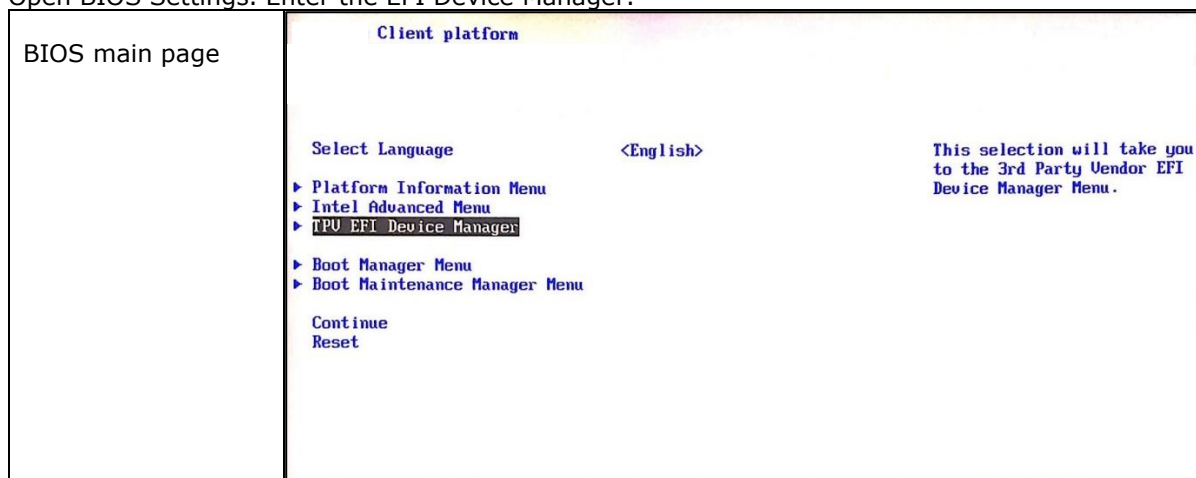 Open BIOS Settings. Enter the EFI Device Manager.
BIOS main page
Client platform
Select Language <English>
Platform Information Menu
Intel Advanced Menu
TPV EFI Device Manager
Boot Manager Menu
Boot Maintenance Manager Menu
Continue
Reset
This selection will take you
to the 3rd Party Vendor EFI
Device Manager Menu.